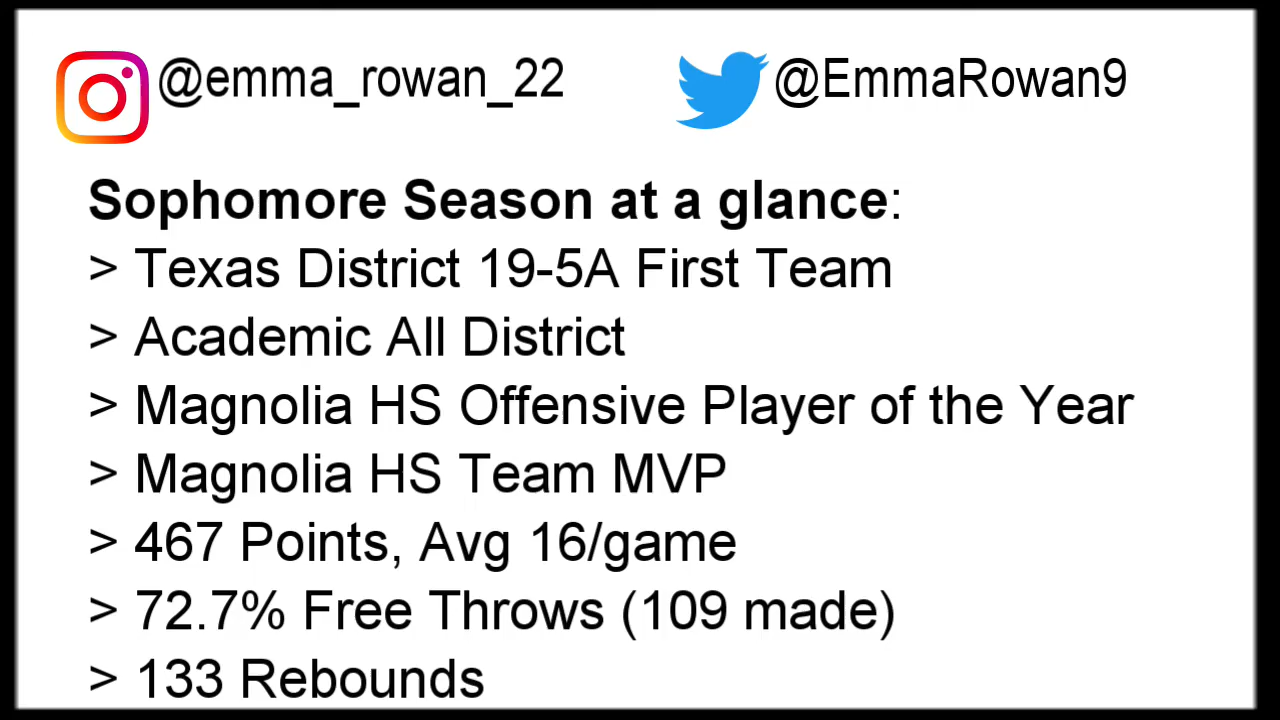 @emma_rowan_22
@EmmaRowan9
Sophomore Season at a glance:
> Texas District 19-5A First Team
> Academic All District
> Magnolia HS Offensive Player of the Year
> Magnolia HS Team MVP
> 467 Points, Avg 16/game
> 72.7% Free Throws (109 made)
> 133 Rebounds